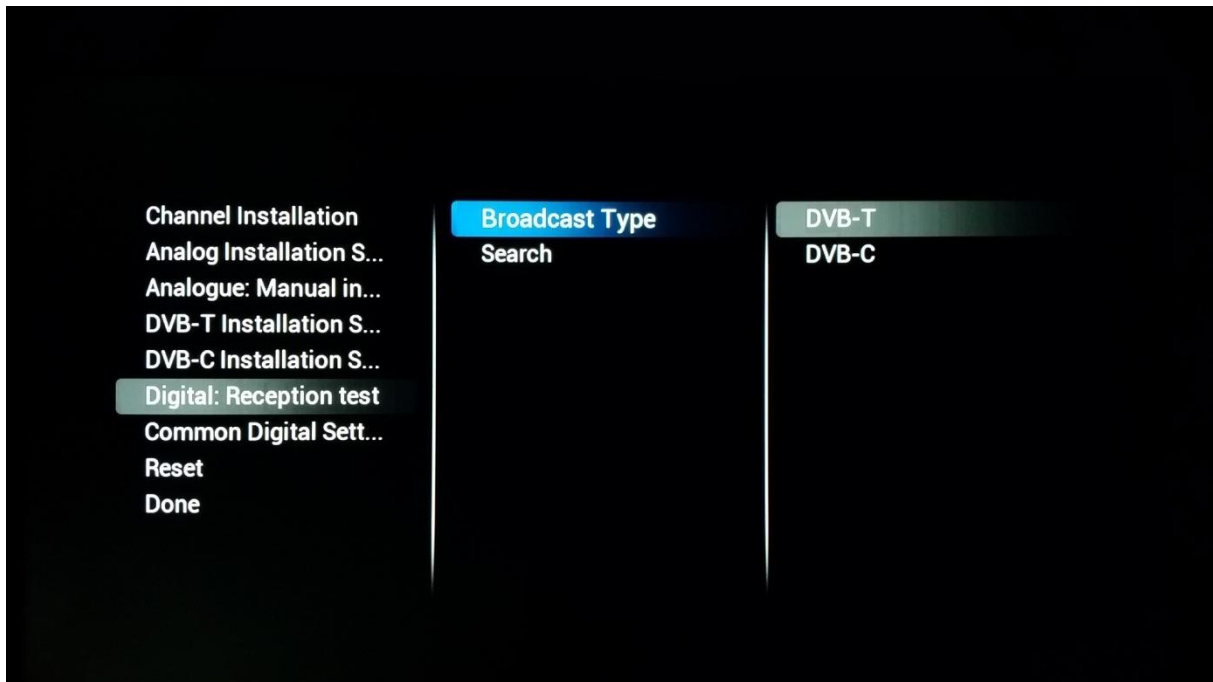 Channel Installation
Analog Installation S...
Analogue: Manual in...
DVB-T Installation S...
DVB-C Installation S...
Digital: Reception test
Common Digital Sett...
Reset
Done
Broadcast Type
Search
DVB-T
DVB-C